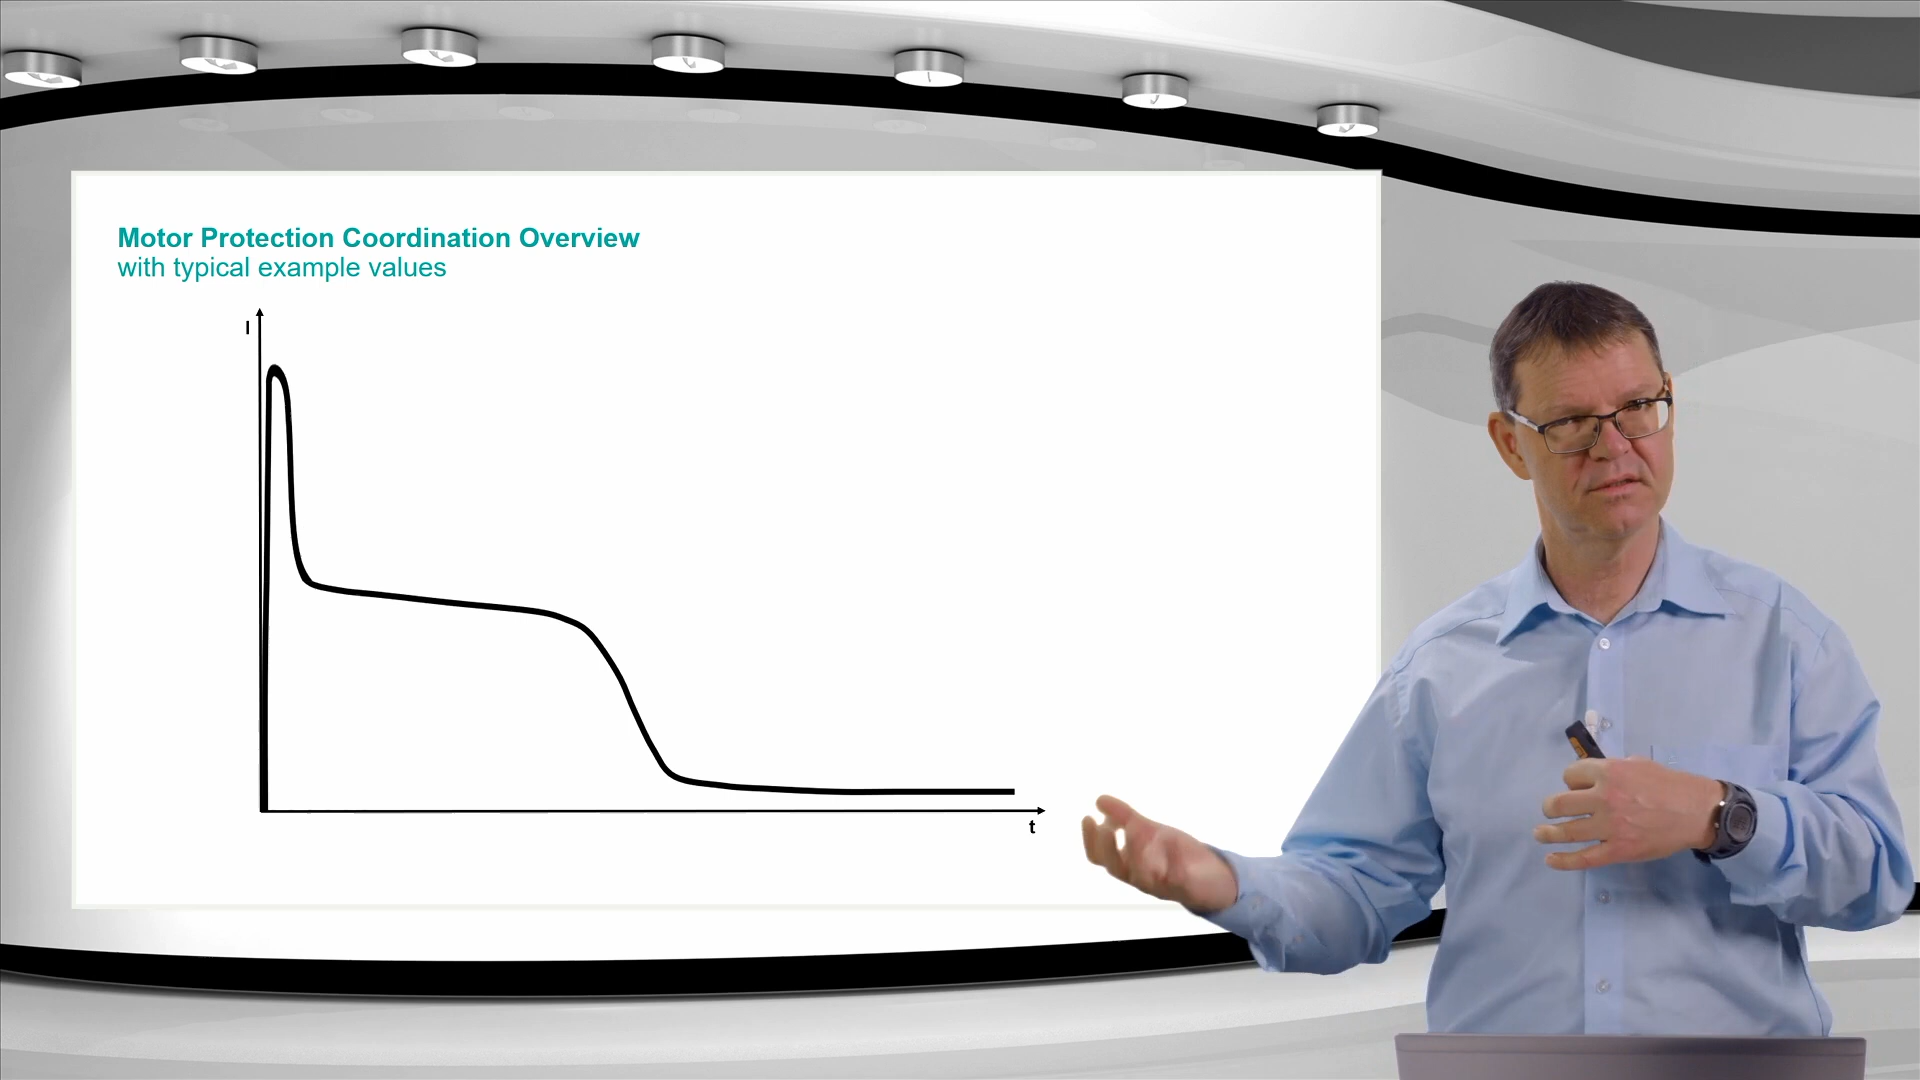 Motor Protection Coordination Overview
with typical example values
I
t